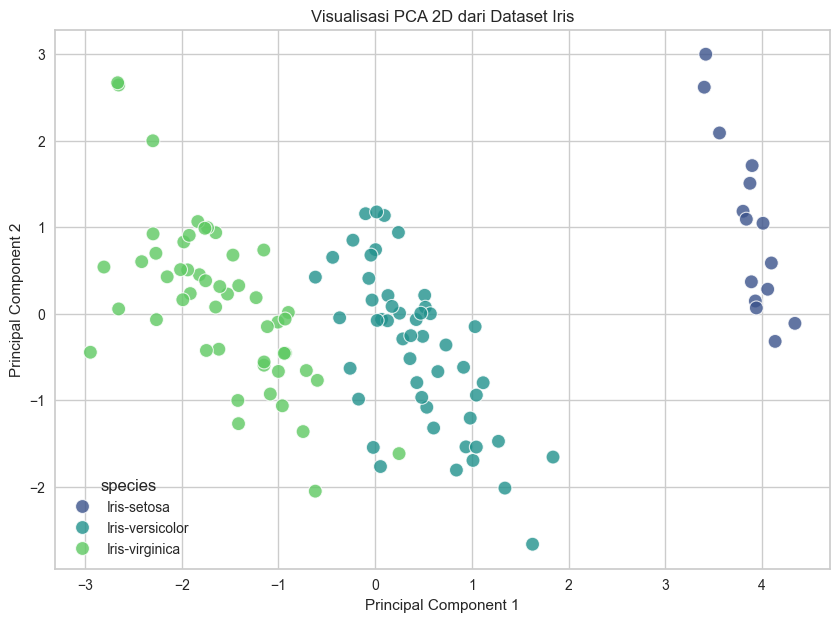 Visualisasi PCA 2D dari Dataset Iris
3
2
1
0
−1
−2
Principal Component 2
species
Iris-setosa
Iris-versicolor
Iris-virginica
−3 −2 −1 0 1 2 3 4
Principal Component 1